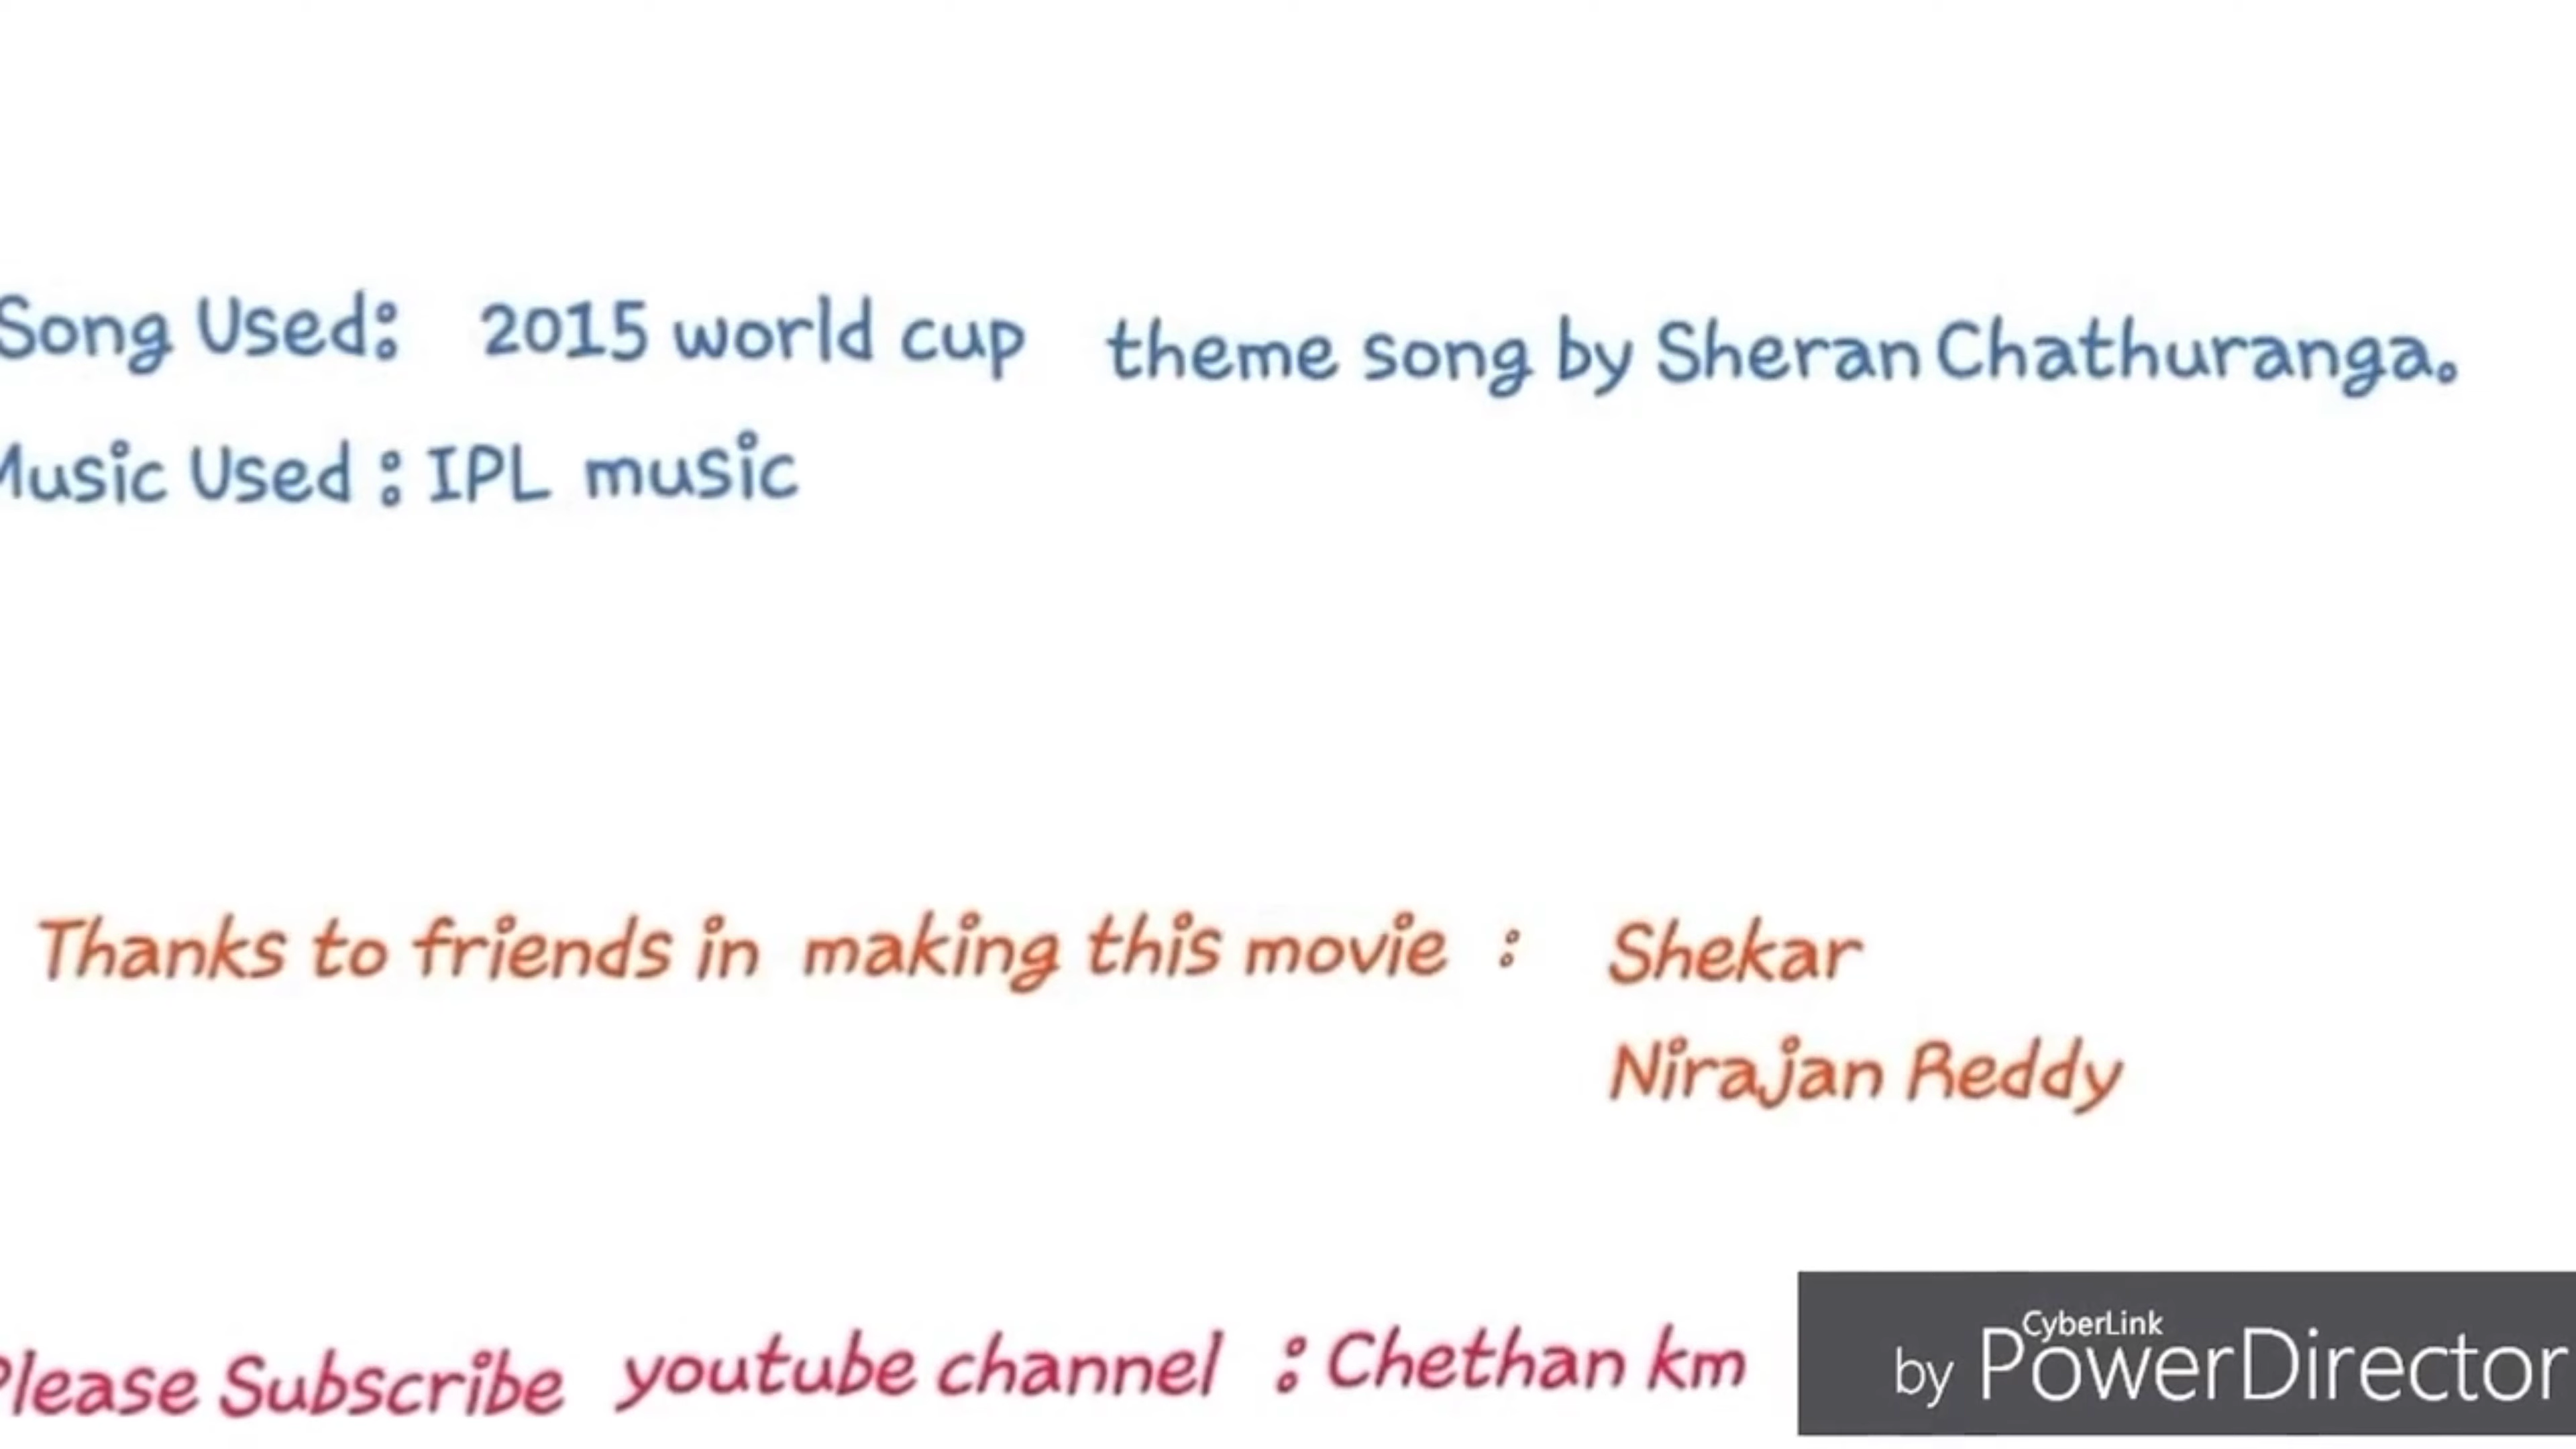 Song Used: 2015 world cup theme song by Sheran Chathuranga.
Music Used : IPL music
Thanks to friends in making this movie : Shekar
Nirajan Reddy
Please Subscribe youtube channel : Chethan km
by CyberLink PowerDirector